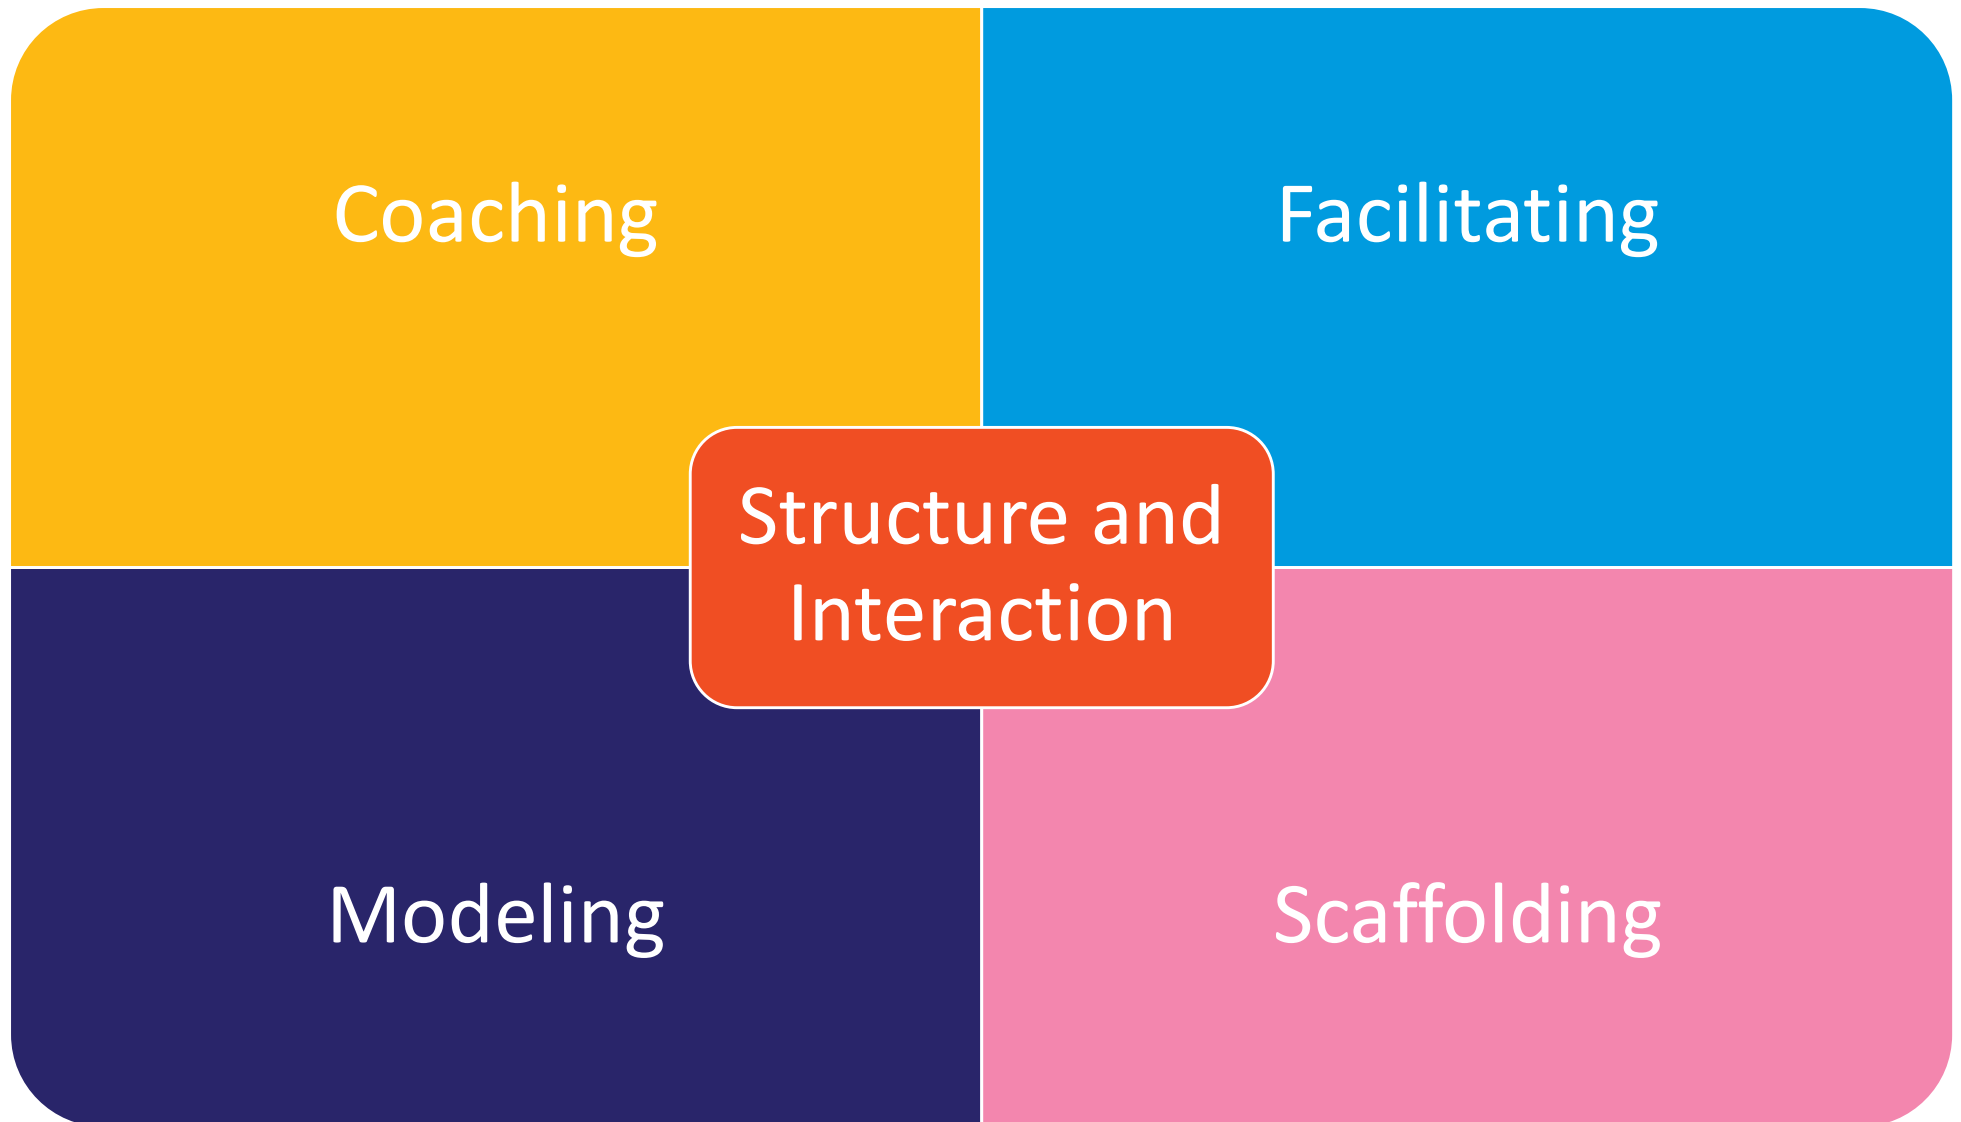 Coaching
Facilitating
Structure and
Interaction
Modeling
Scaffolding